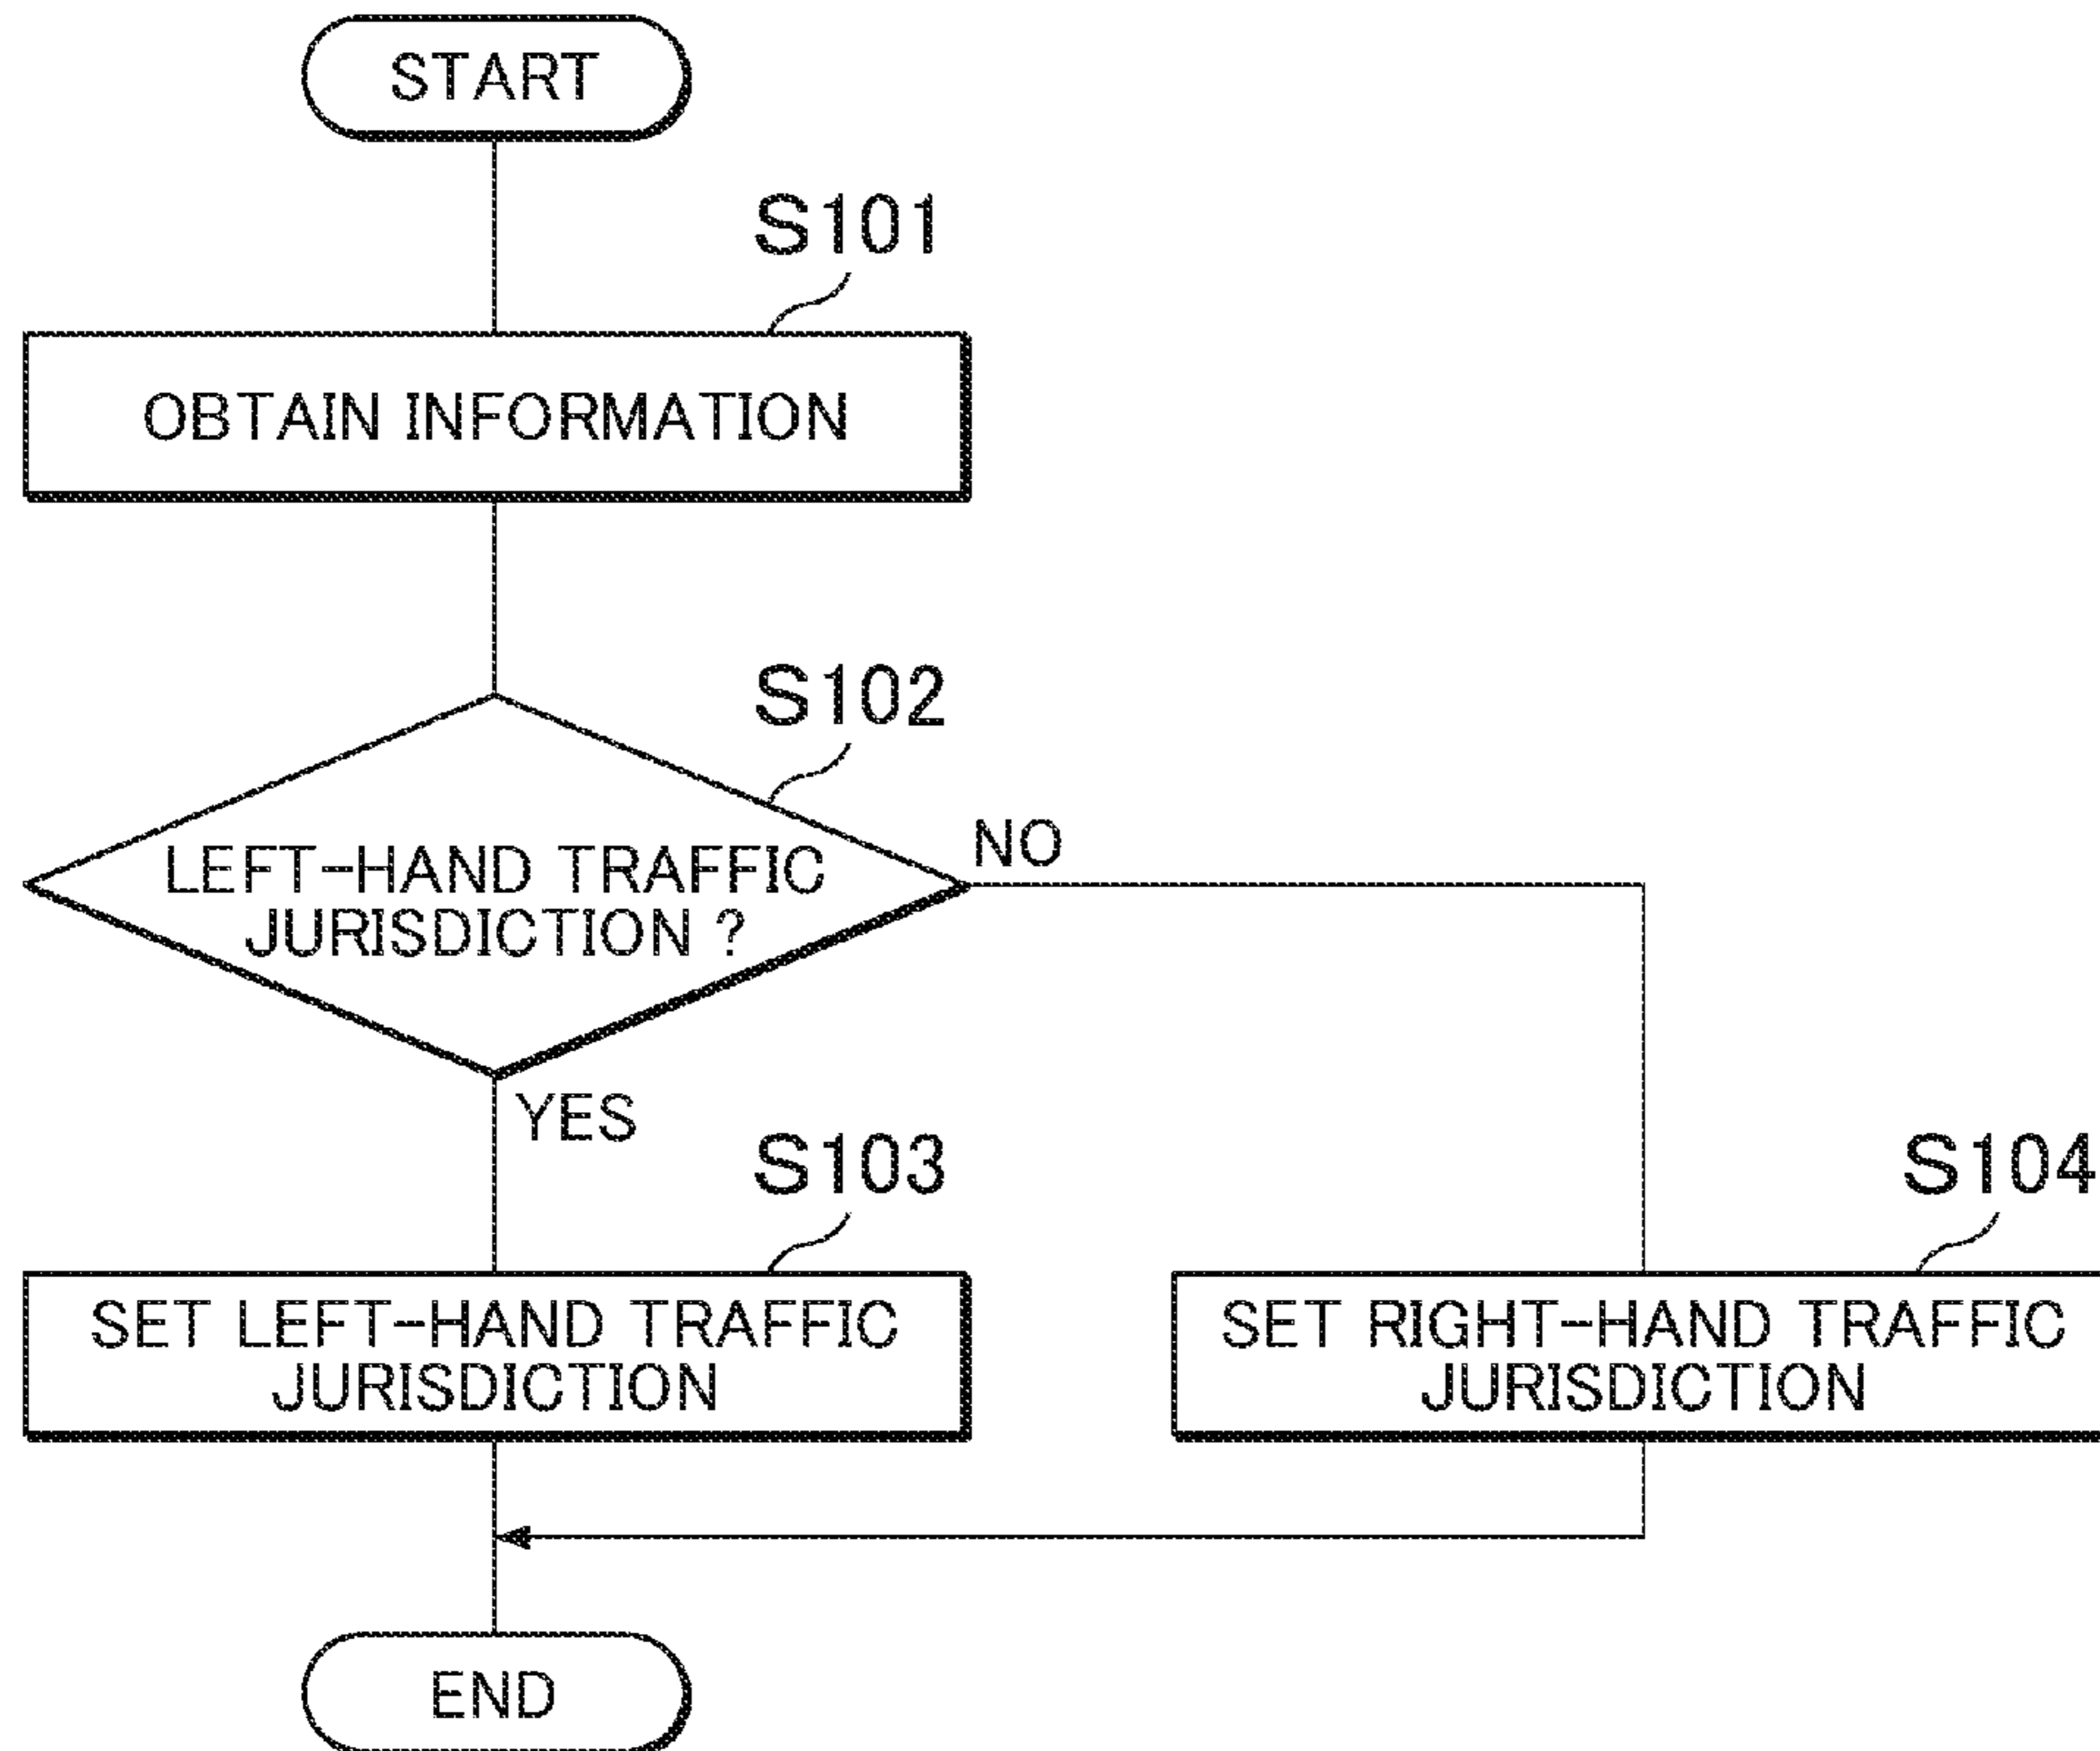 START
S101
OBTAIN INFORMATION
S102
LEFT-HAND TRAFFIC
JURISDICTION ?
NO
YES
S103
SET LEFT-HAND TRAFFIC
JURISDICTION
S104
SET RIGHT-HAND TRAFFIC
JURISDICTION
END